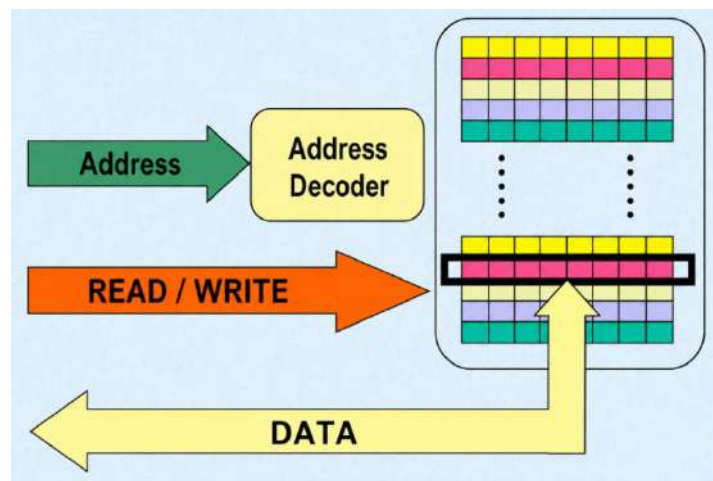 Address
Address
Decoder
READ / WRITE
DATA